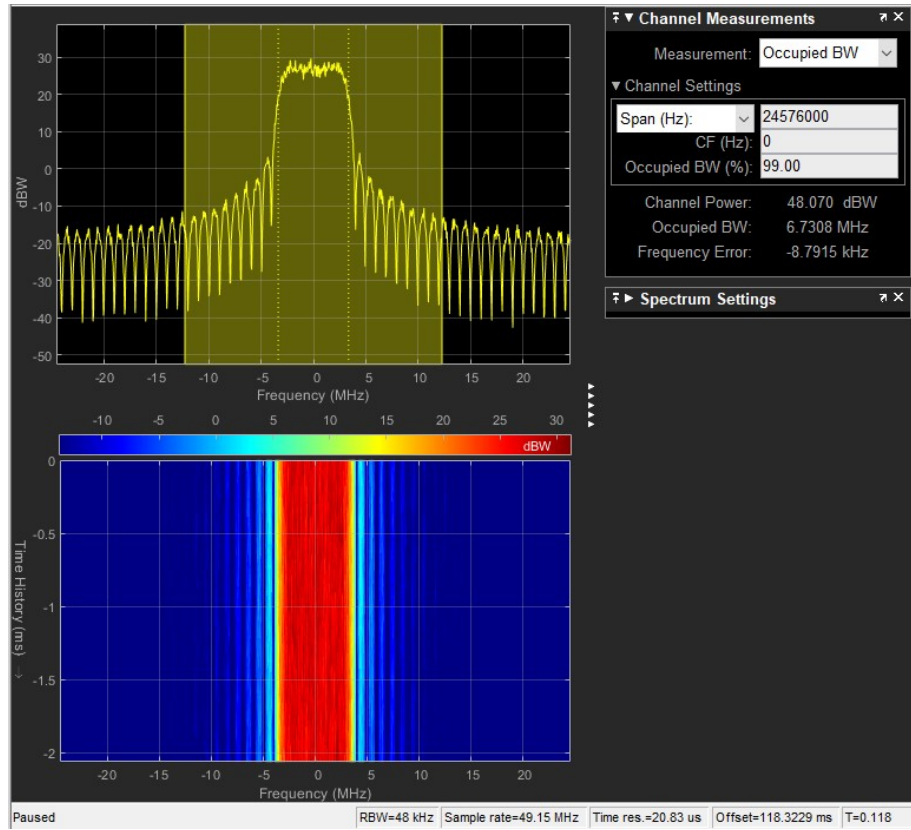 Channel Measurements
Measurement: Occupied BW
Channel Settings
Span (Hz): 24576000
CF (Hz): 0
Occupied BW (%): 99.00
Channel Power: 48.070 dBW
Occupied BW: 6.7308 MHz
Frequency Error: -8.7915 kHz
Spectrum Settings
30
20
10
0
-10
-20
-30
-40
-50
dBW
-20 -15 -10 -5 0 5 10 15 20
Frequency (MHz)
-10 -5 0 5 10 15 20 25 30
dBW
0
-0.5
-1
-1.5
-2
Time History (ms) →
-20 -15 -10 -5 0 5 10 15 20
Frequency (MHz)
Paused RBW=48 kHz Sample rate=49.15 MHz Time res.=20.83 us Offset=118.3229 ms T=0.118